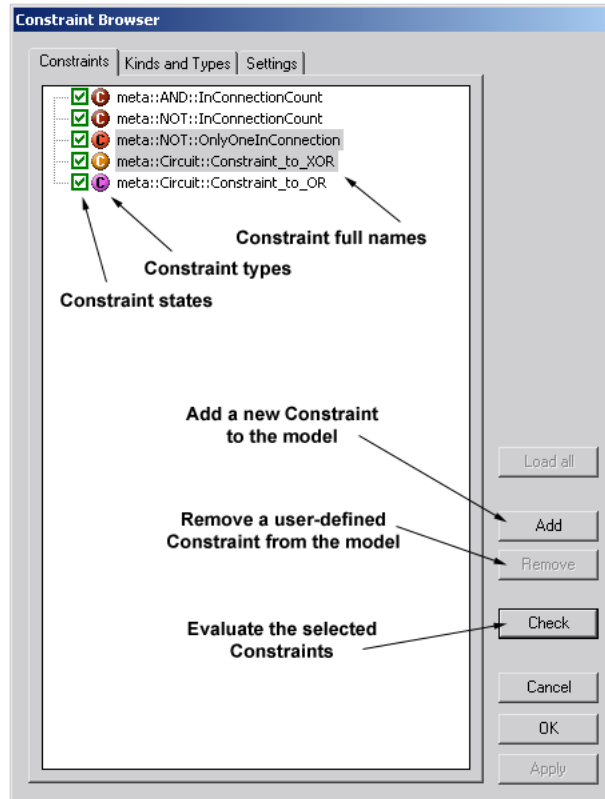 Constraint Browser
Constraints Kinds and Types Settings
C meta::AND::InConnectionCount
C meta::NOT::InConnectionCount
C meta::NOT::OnlyOneInConnection
C meta::Circuit::Constraint_to_XOR
C meta::Circuit::Constraint_to_OR
Constraint full names
Constraint types
Constraint states
Add a new Constraint
to the model
Load all
Add
Remove a user-defined
Constraint from the model
Remove
Check
Evaluate the selected
Constraints
Cancel
OK
Apply